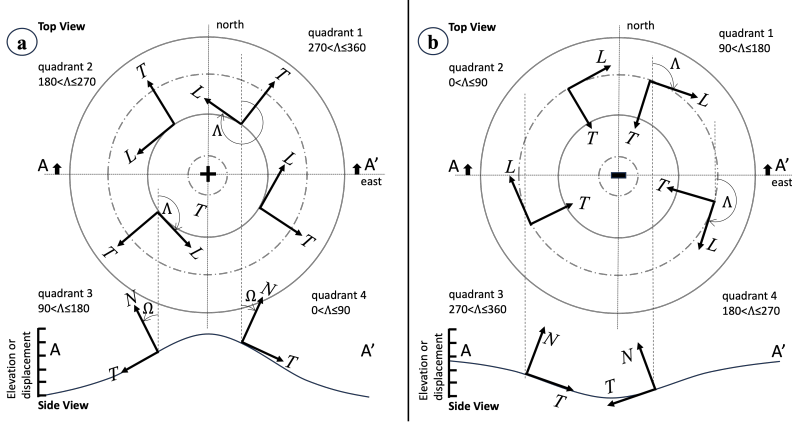 a
Top View
north
quadrant 1
270<Λ≤360
quadrant 2
180<Λ≤270
T
L
L
T
Λ
A
A'
east
+
L
T
T
Λ
T
L
quadrant 3
90<Λ≤180
quadrant 4
0<Λ≤90
N
Ω
Ω
N
T
T
A
A'
Elevation or
displacement
Side View
b
Top View
north
quadrant 1
90<Λ≤180
quadrant 2
0<Λ≤90
L
T
Λ
L
T
A
A'
east
-
L
T
T
Λ
L
quadrant 3
270<Λ≤360
quadrant 4
180<Λ≤270
N
T
N
T
A
A'
Elevation or
displacement
Side View